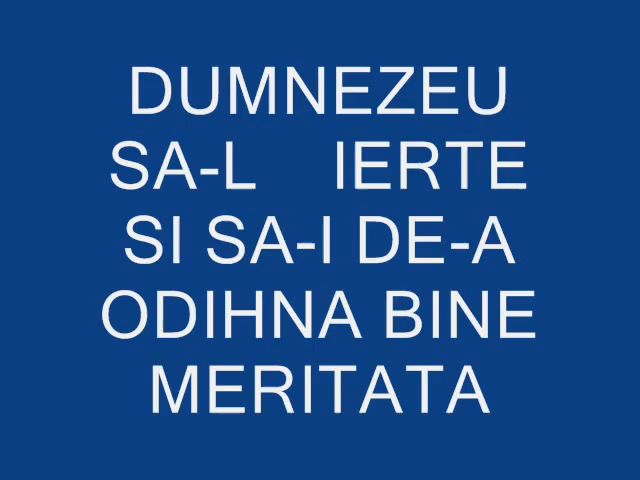 DUMNEZEU
SA-L IERTE
SI SA-I DE-A
ODIHNA BINE
MERITATA